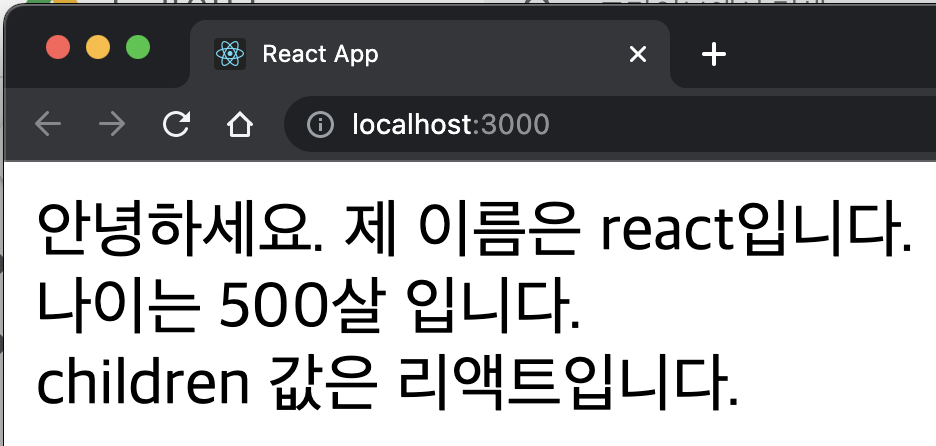 React App
localhost:3000
안녕하세요. 제 이름은 react입니다.
나이는 500살 입니다.
children 값은 리액트입니다.